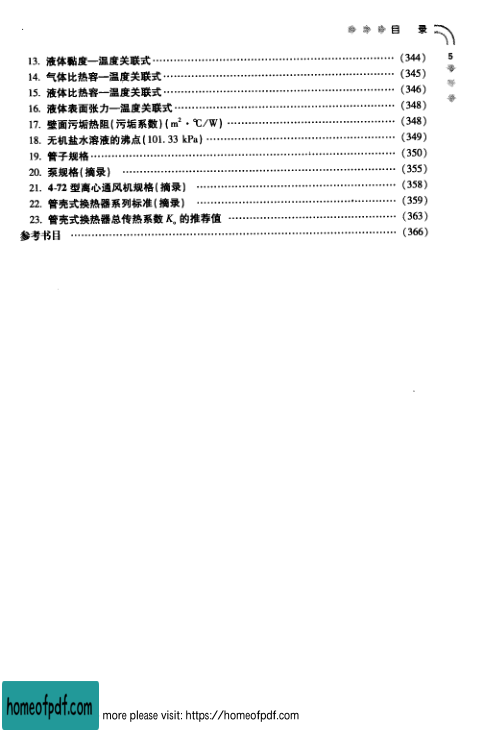 目 录
5
13. 液体黏度—温度关联式 …… (344)
14. 气体比热容—温度关联式 …… (345)
15. 液体比热容—温度关联式 …… (346)
16. 液体表面张力—温度关联式 …… (348)
17. 壁面污垢热阻(污垢系数)(m²·℃/W) …… (348)
18. 无机盐水溶液的沸点(101.33 kPa) …… (349)
19. 管子规格 …… (350)
20. 泵规格(摘录) …… (355)
21. 4-72 型离心通风机规格(摘录) …… (358)
22. 管壳式换热器系列标准(摘录) …… (359)
23. 管壳式换热器总传热系数 Kₒ 的推荐值 …… (363)
参考书目 …… (366)
homeofpdf.com
more please visit: https://homeofpdf.com